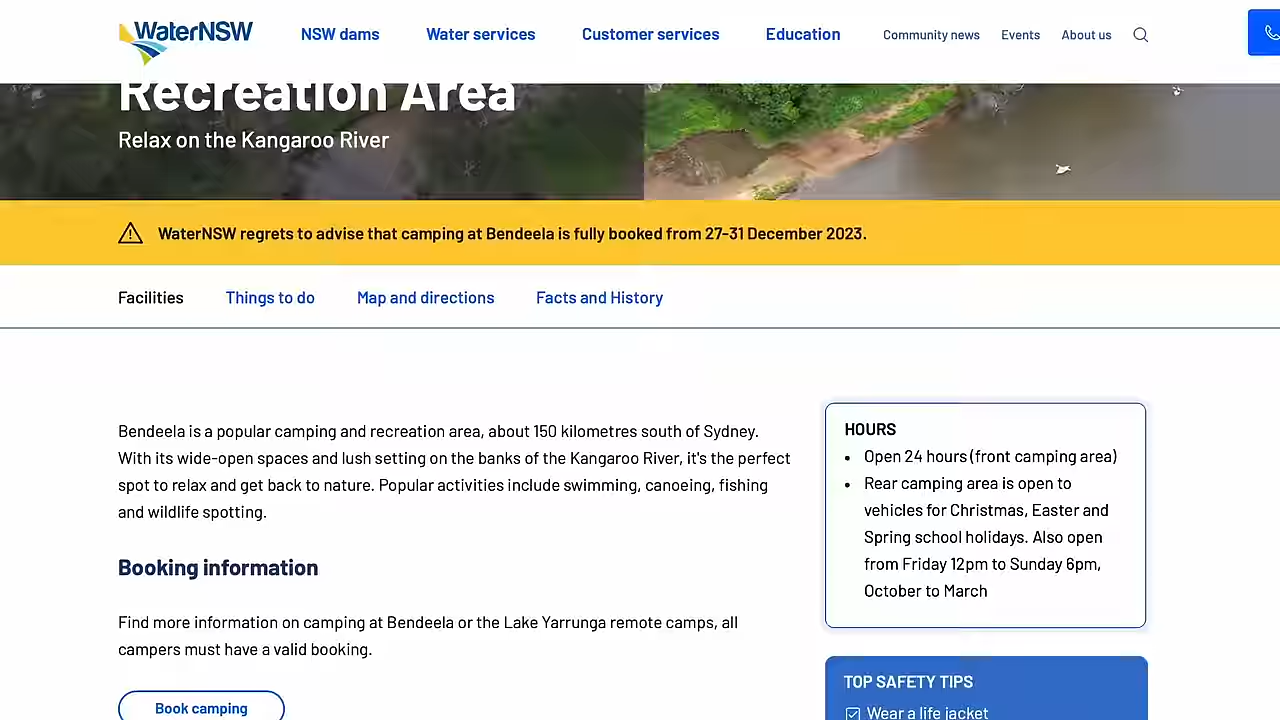 WaterNSW
NSW dams
Water services
Customer services
Education
Community news
Events
About us
Recreation Area
Relax on the Kangaroo River
WaterNSW regrets to advise that camping at Bendeela is fully booked from 27-31 December 2023.
Facilities
Things to do
Map and directions
Facts and History
Bendeela is a popular camping and recreation area, about 150 kilometres south of Sydney.
With its wide-open spaces and lush setting on the banks of the Kangaroo River, it's the perfect
spot to relax and get back to nature. Popular activities include swimming, canoeing, fishing
and wildlife spotting.
Booking information
Find more information on camping at Bendeela or the Lake Yarrunga remote camps, all
campers must have a valid booking.
Book camping
HOURS
• Open 24 hours (front camping area)
• Rear camping area is open to
vehicles for Christmas, Easter and
Spring school holidays. Also open
from Friday 12pm to Sunday 6pm,
October to March
TOP SAFETY TIPS
Wear a life jacket